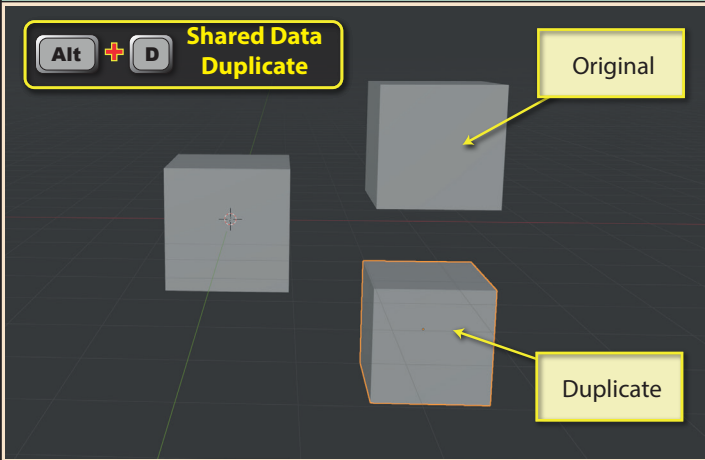 Alt + D Shared Data
Duplicate
Original
Duplicate